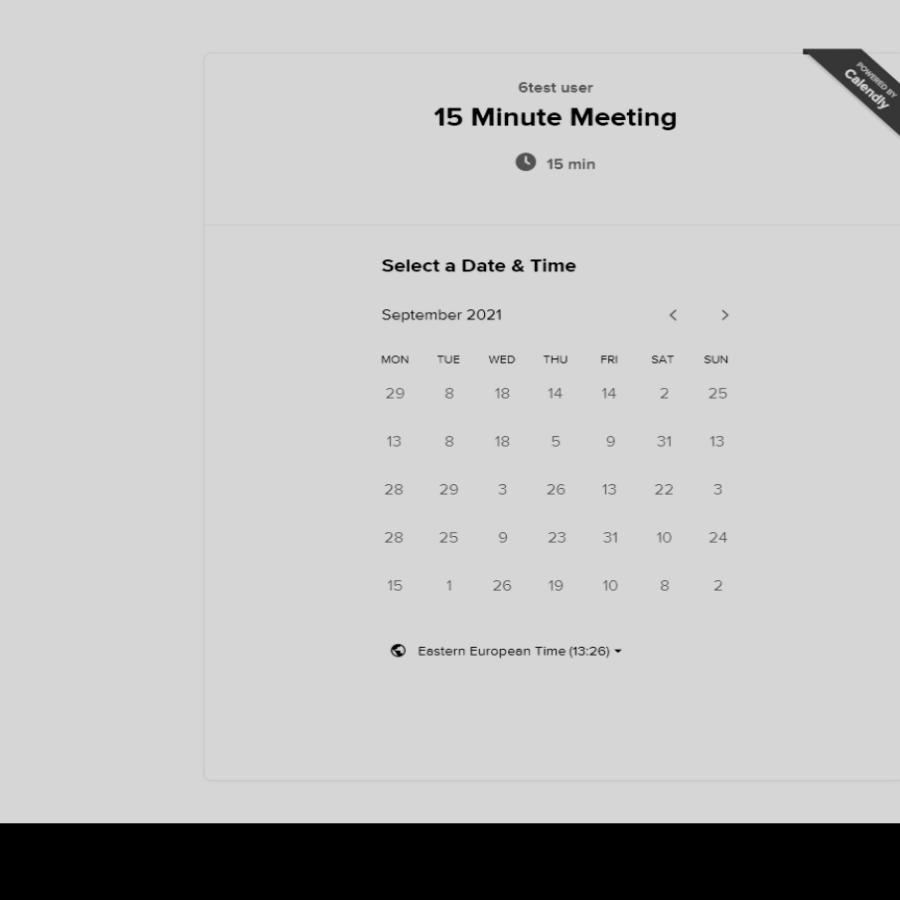 POWERED BY
Calendly
6test user
15 Minute Meeting
15 min
Select a Date & Time
September 2021
MON TUE WED THU FRI SAT SUN
29 8 18 14 14 2 25
13 8 18 5 9 31 13
28 29 3 26 13 22 3
28 25 9 23 31 10 24
15 1 26 19 10 8 2
Eastern European Time (13:26)